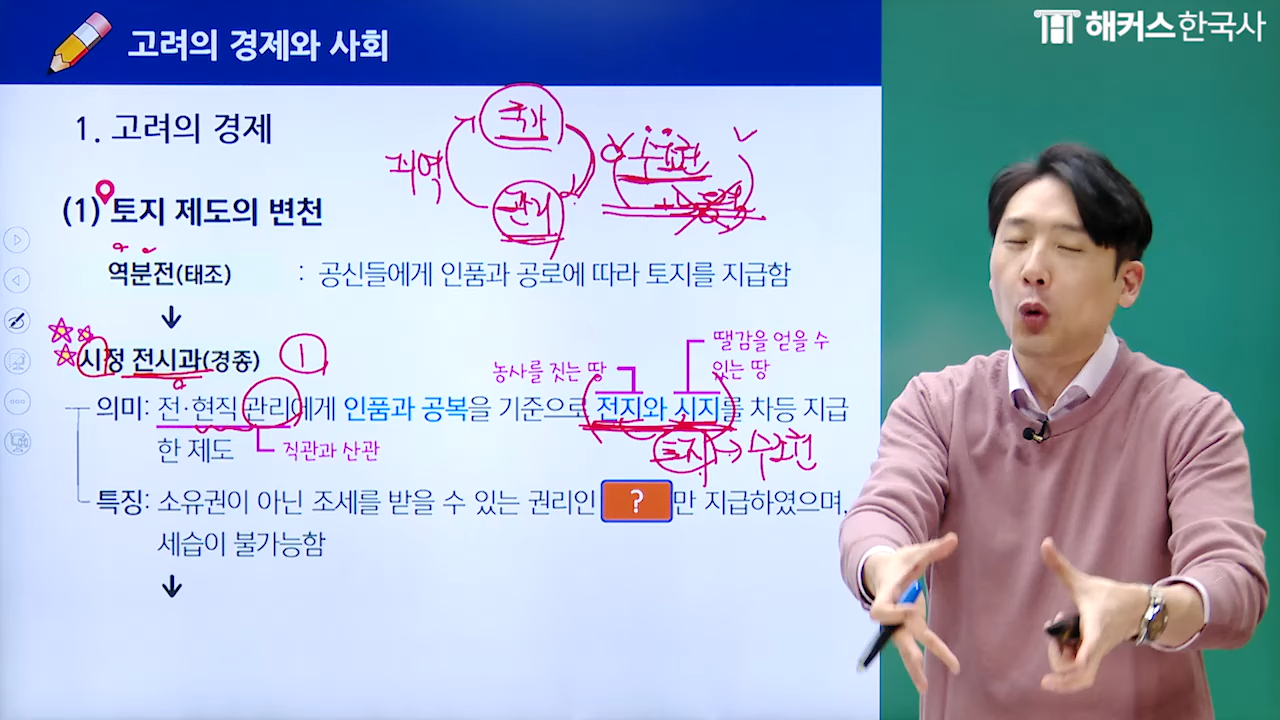 고려의 경제와 사회
해커스한국사
1. 고려의 경제
국가
수조권
관리
(1) 토지 제도의 변천
역분전(태조) : 공신들에게 인품과 공로에 따라 토지를 지급함
시정 전시과(경종) 1
땔감을 얻을 수 있는 땅
농사를 짓는 땅
의미: 전·현직 관리에게 인품과 공복을 기준으로 전지와 시지를 차등 지급
한 제도
직관과 산관
토지 → 수조권
특징: 소유권이 아닌 조세를 받을 수 있는 권리인 ? 만 지급하였으며,
세습이 불가능함